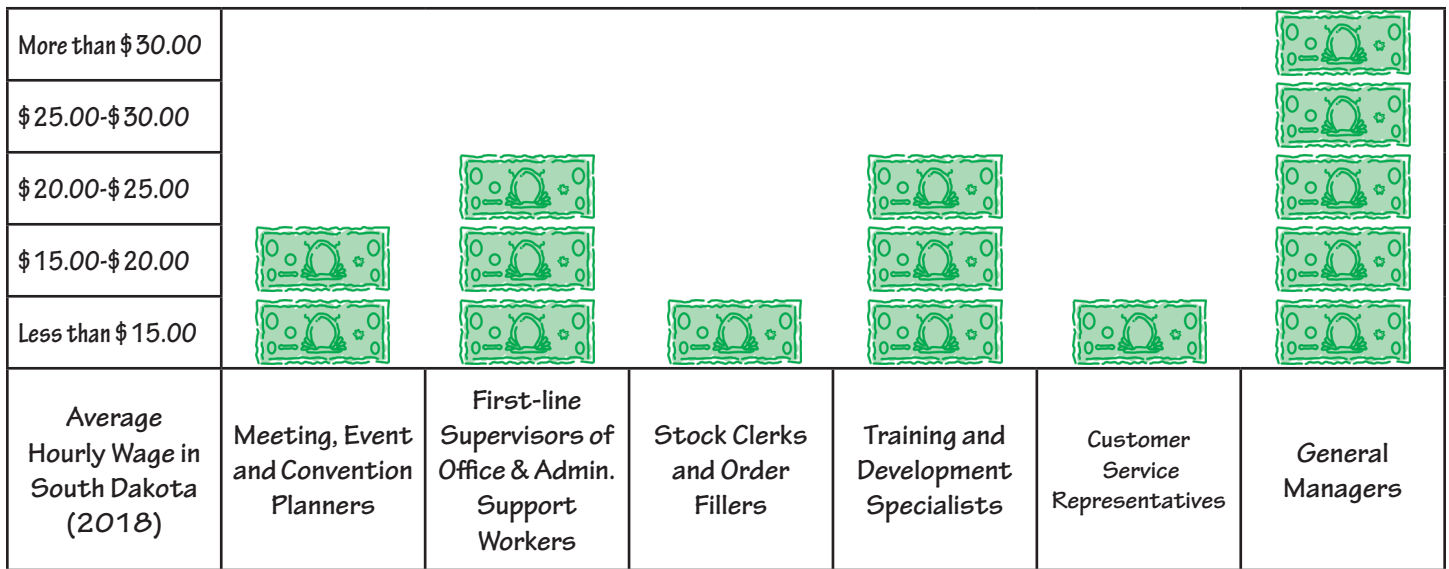 More than $30.00
$25.00-$30.00
$20.00-$25.00
$15.00-$20.00
Less than $15.00
Average
Hourly Wage in
South Dakota
(2018)
Meeting, Event
and Convention
Planners
First-line
Supervisors of
Office & Admin.
Support
Workers
Stock Clerks
and Order
Fillers
Training and
Development
Specialists
Customer
Service
Representatives
General
Managers